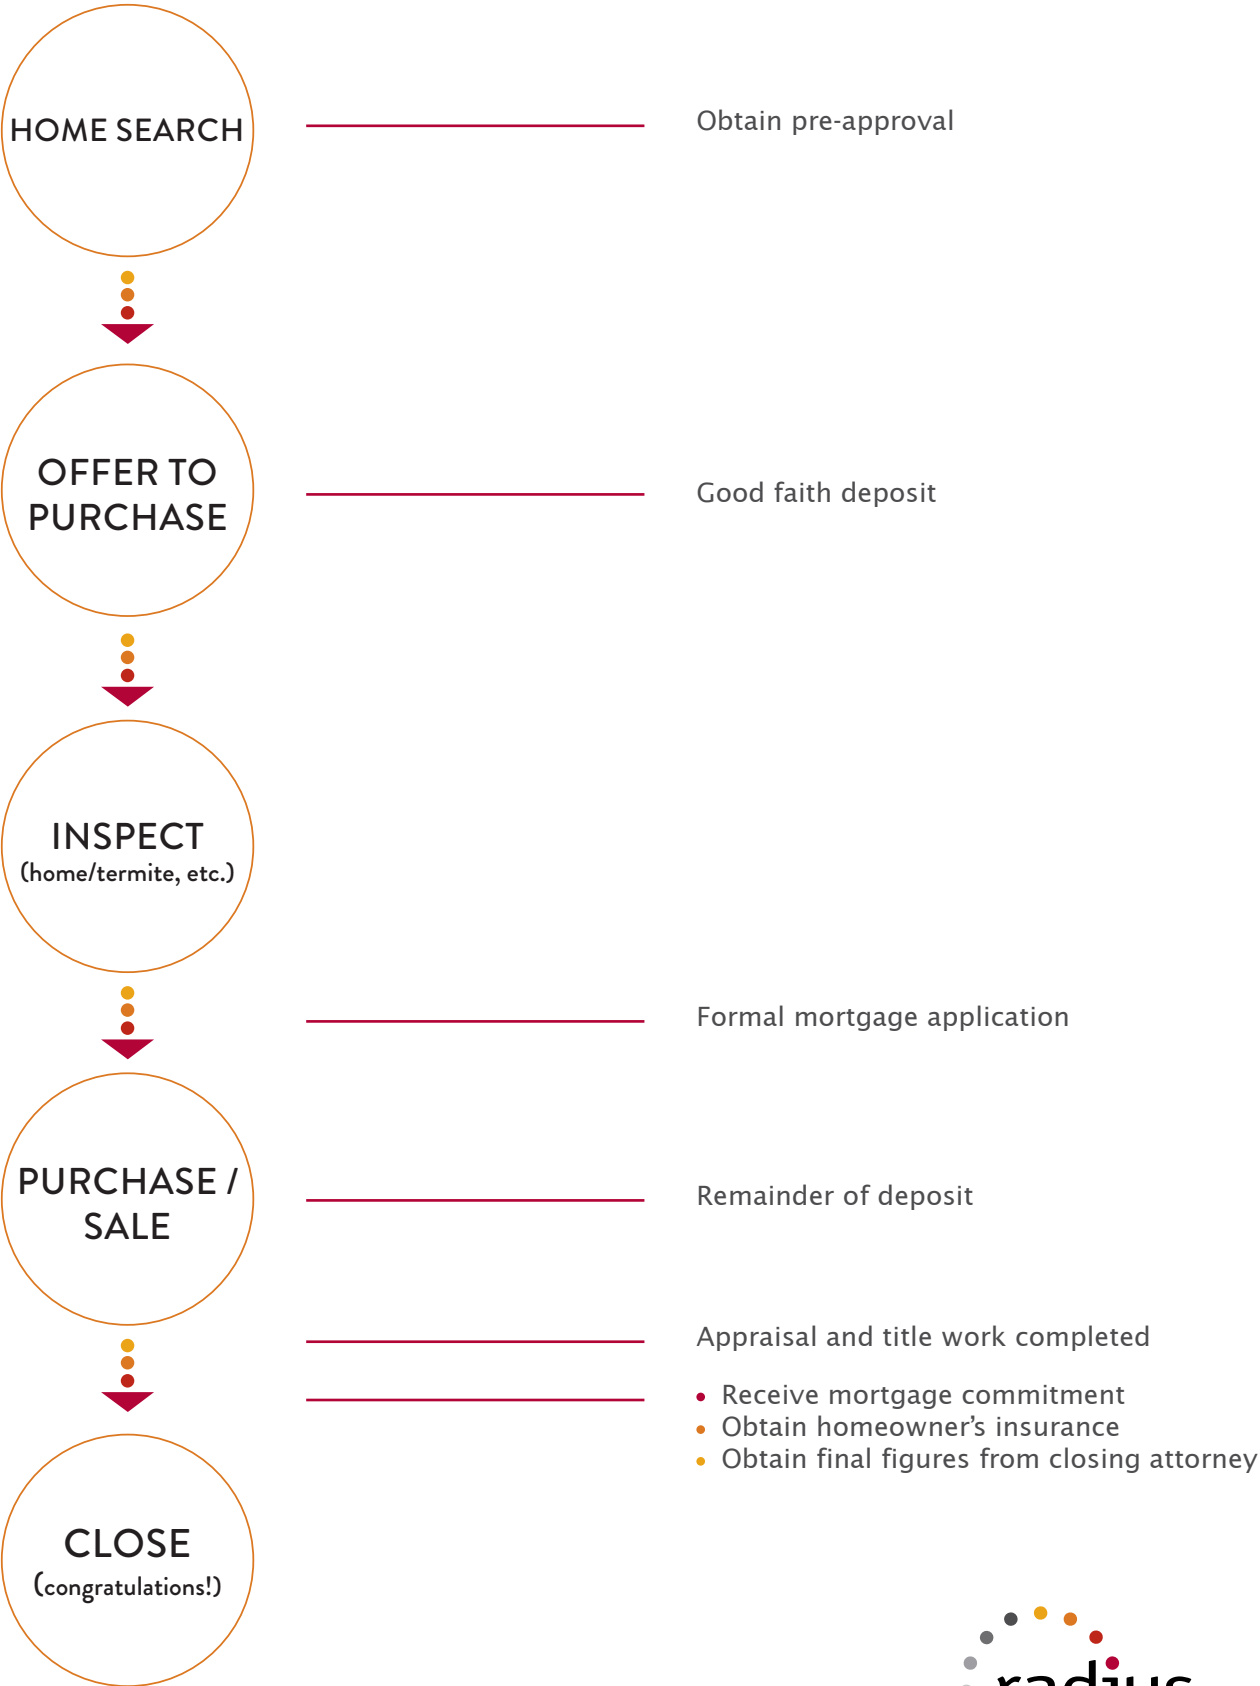 HOME SEARCH
Obtain pre-approval
OFFER TO
PURCHASE
Good faith deposit
INSPECT
(home/termite, etc.)
Formal mortgage application
PURCHASE /
SALE
Remainder of deposit
Appraisal and title work completed
• Receive mortgage commitment
• Obtain homeowner’s insurance
• Obtain final figures from closing attorney
CLOSE
(congratulations!)
radius